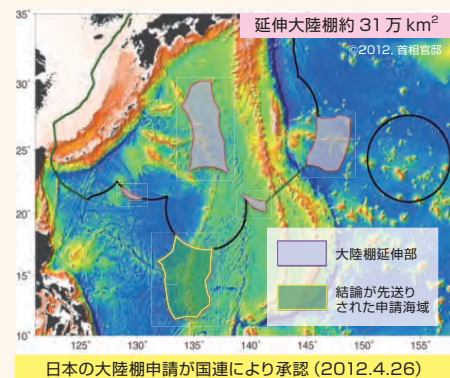 延伸大陸棚約 31 万 km²
©2012, 首相官邸
35°
30°
25°
20°
15°
10°
125°
130°
135°
140°
145°
150°
155°
大陸棚延伸部
結論が先送り
された申請海域
日本の大陸棚申請が国連により承認 (2012.4.26)